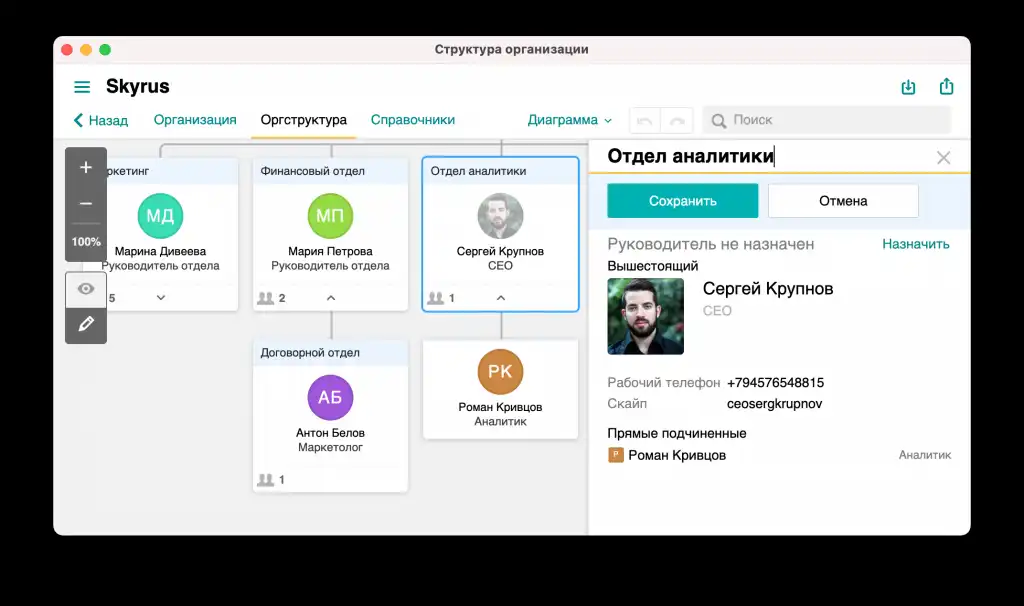 Структура организации
Skyrus
Назад Организация Оргструктура Справочники Диаграмма Поиск
100%
ркетинг
МД
Марина Дивеева
Руководитель отдела
5
Финансовый отдел
МП
Мария Петрова
Руководитель отдела
2
Отдел аналитики
Сергей Крупнов
CEO
1
Договорной отдел
АБ
Антон Белов
Маркетолог
1
РК
Роман Кривцов
Аналитик
Отдел аналитики
Сохранить Отмена
Руководитель не назначен Назначить
Вышестоящий
Сергей Крупнов
CEO
Рабочий телефон +794576548815
Скайп ceosergkrupnov
Прямые подчиненные
Р Роман Кривцов Аналитик